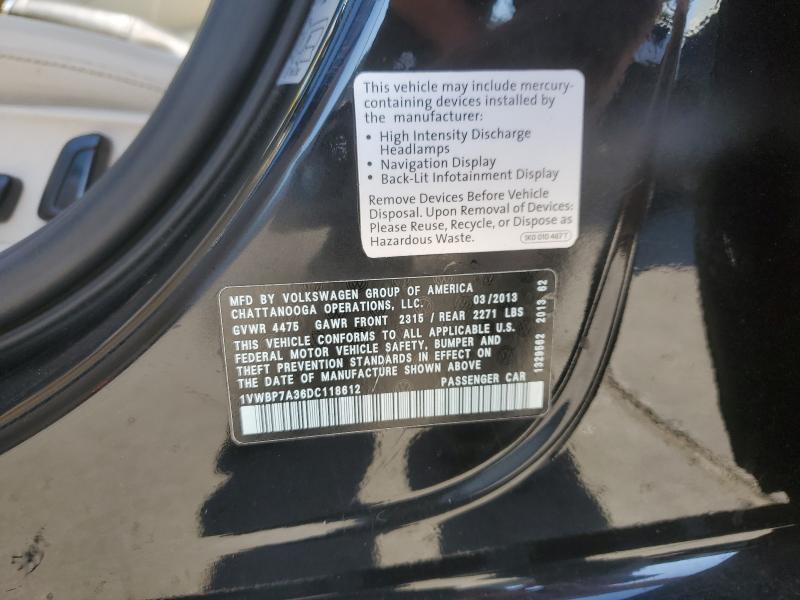 This vehicle may include mercury-
containing devices installed by
the manufacturer:
• High Intensity Discharge
Headlamps
• Navigation Display
• Back-Lit Infotainment Display
Remove Devices Before Vehicle
Disposal. Upon Removal of Devices:
Please Reuse, Recycle, or Dispose as
Hazardous Waste.
MFD BY VOLKSWAGEN GROUP OF AMERICA
CHATTANOOGA OPERATIONS, LLC. 03/2013
GVWR 4475 GAWR FRONT 2315 / REAR 2271 LBS
THIS VEHICLE CONFORMS TO ALL APPLICABLE U.S.
FEDERAL MOTOR VEHICLE SAFETY, BUMPER AND
THEFT PREVENTION STANDARDS IN EFFECT ON
THE DATE OF MANUFACTURE SHOWN ABOVE
1VWBP7A36DC118612 PASSENGER CAR
1329562 2013 62